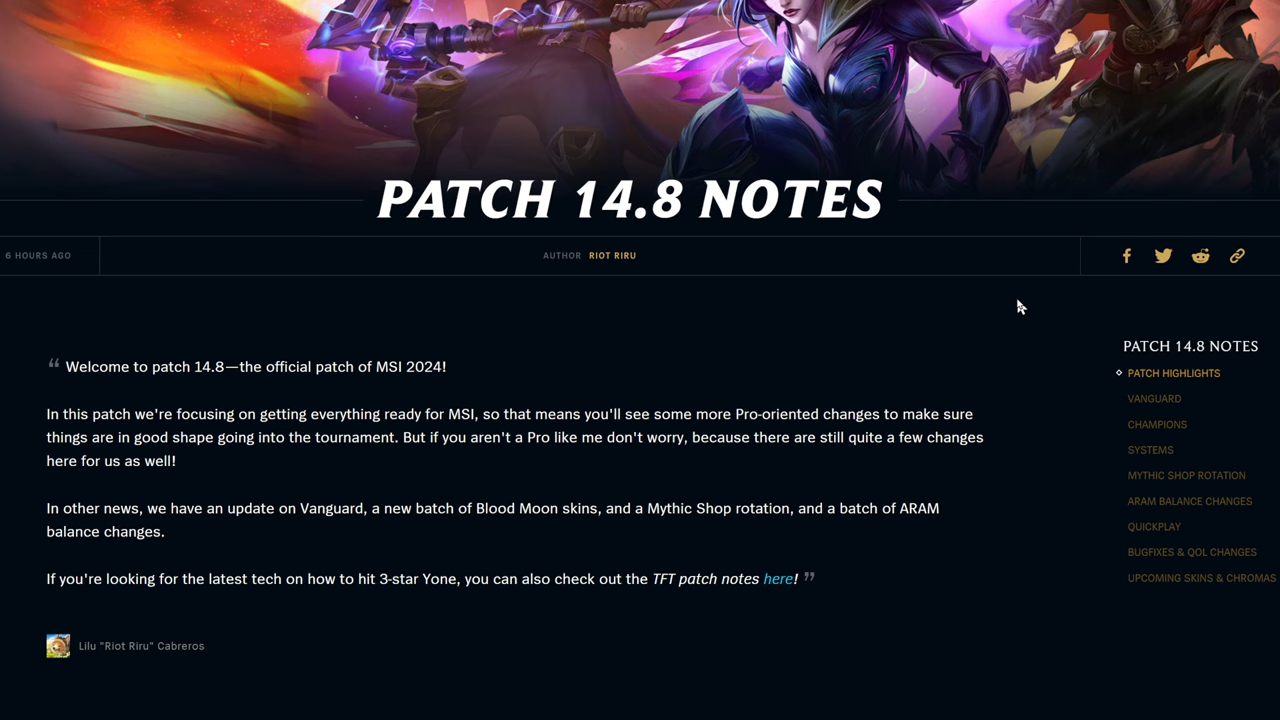 PATCH 14.8 NOTES
6 HOURS AGO
AUTHOR RIOT RIRU
“ Welcome to patch 14.8—the official patch of MSI 2024!
In this patch we're focusing on getting everything ready for MSI, so that means you'll see some more Pro-oriented changes to make sure
things are in good shape going into the tournament. But if you aren't a Pro like me don't worry, because there are still quite a few changes
here for us as well!
In other news, we have an update on Vanguard, a new batch of Blood Moon skins, and a Mythic Shop rotation, and a batch of ARAM
balance changes.
If you're looking for the latest tech on how to hit 3-star Yone, you can also check out the TFT patch notes here! ”
Lilu "Riot Riru" Cabreros
PATCH 14.8 NOTES
PATCH HIGHLIGHTS
VANGUARD
CHAMPIONS
SYSTEMS
MYTHIC SHOP ROTATION
ARAM BALANCE CHANGES
QUICKPLAY
BUGFIXES & QOL CHANGES
UPCOMING SKINS & CHROMAS